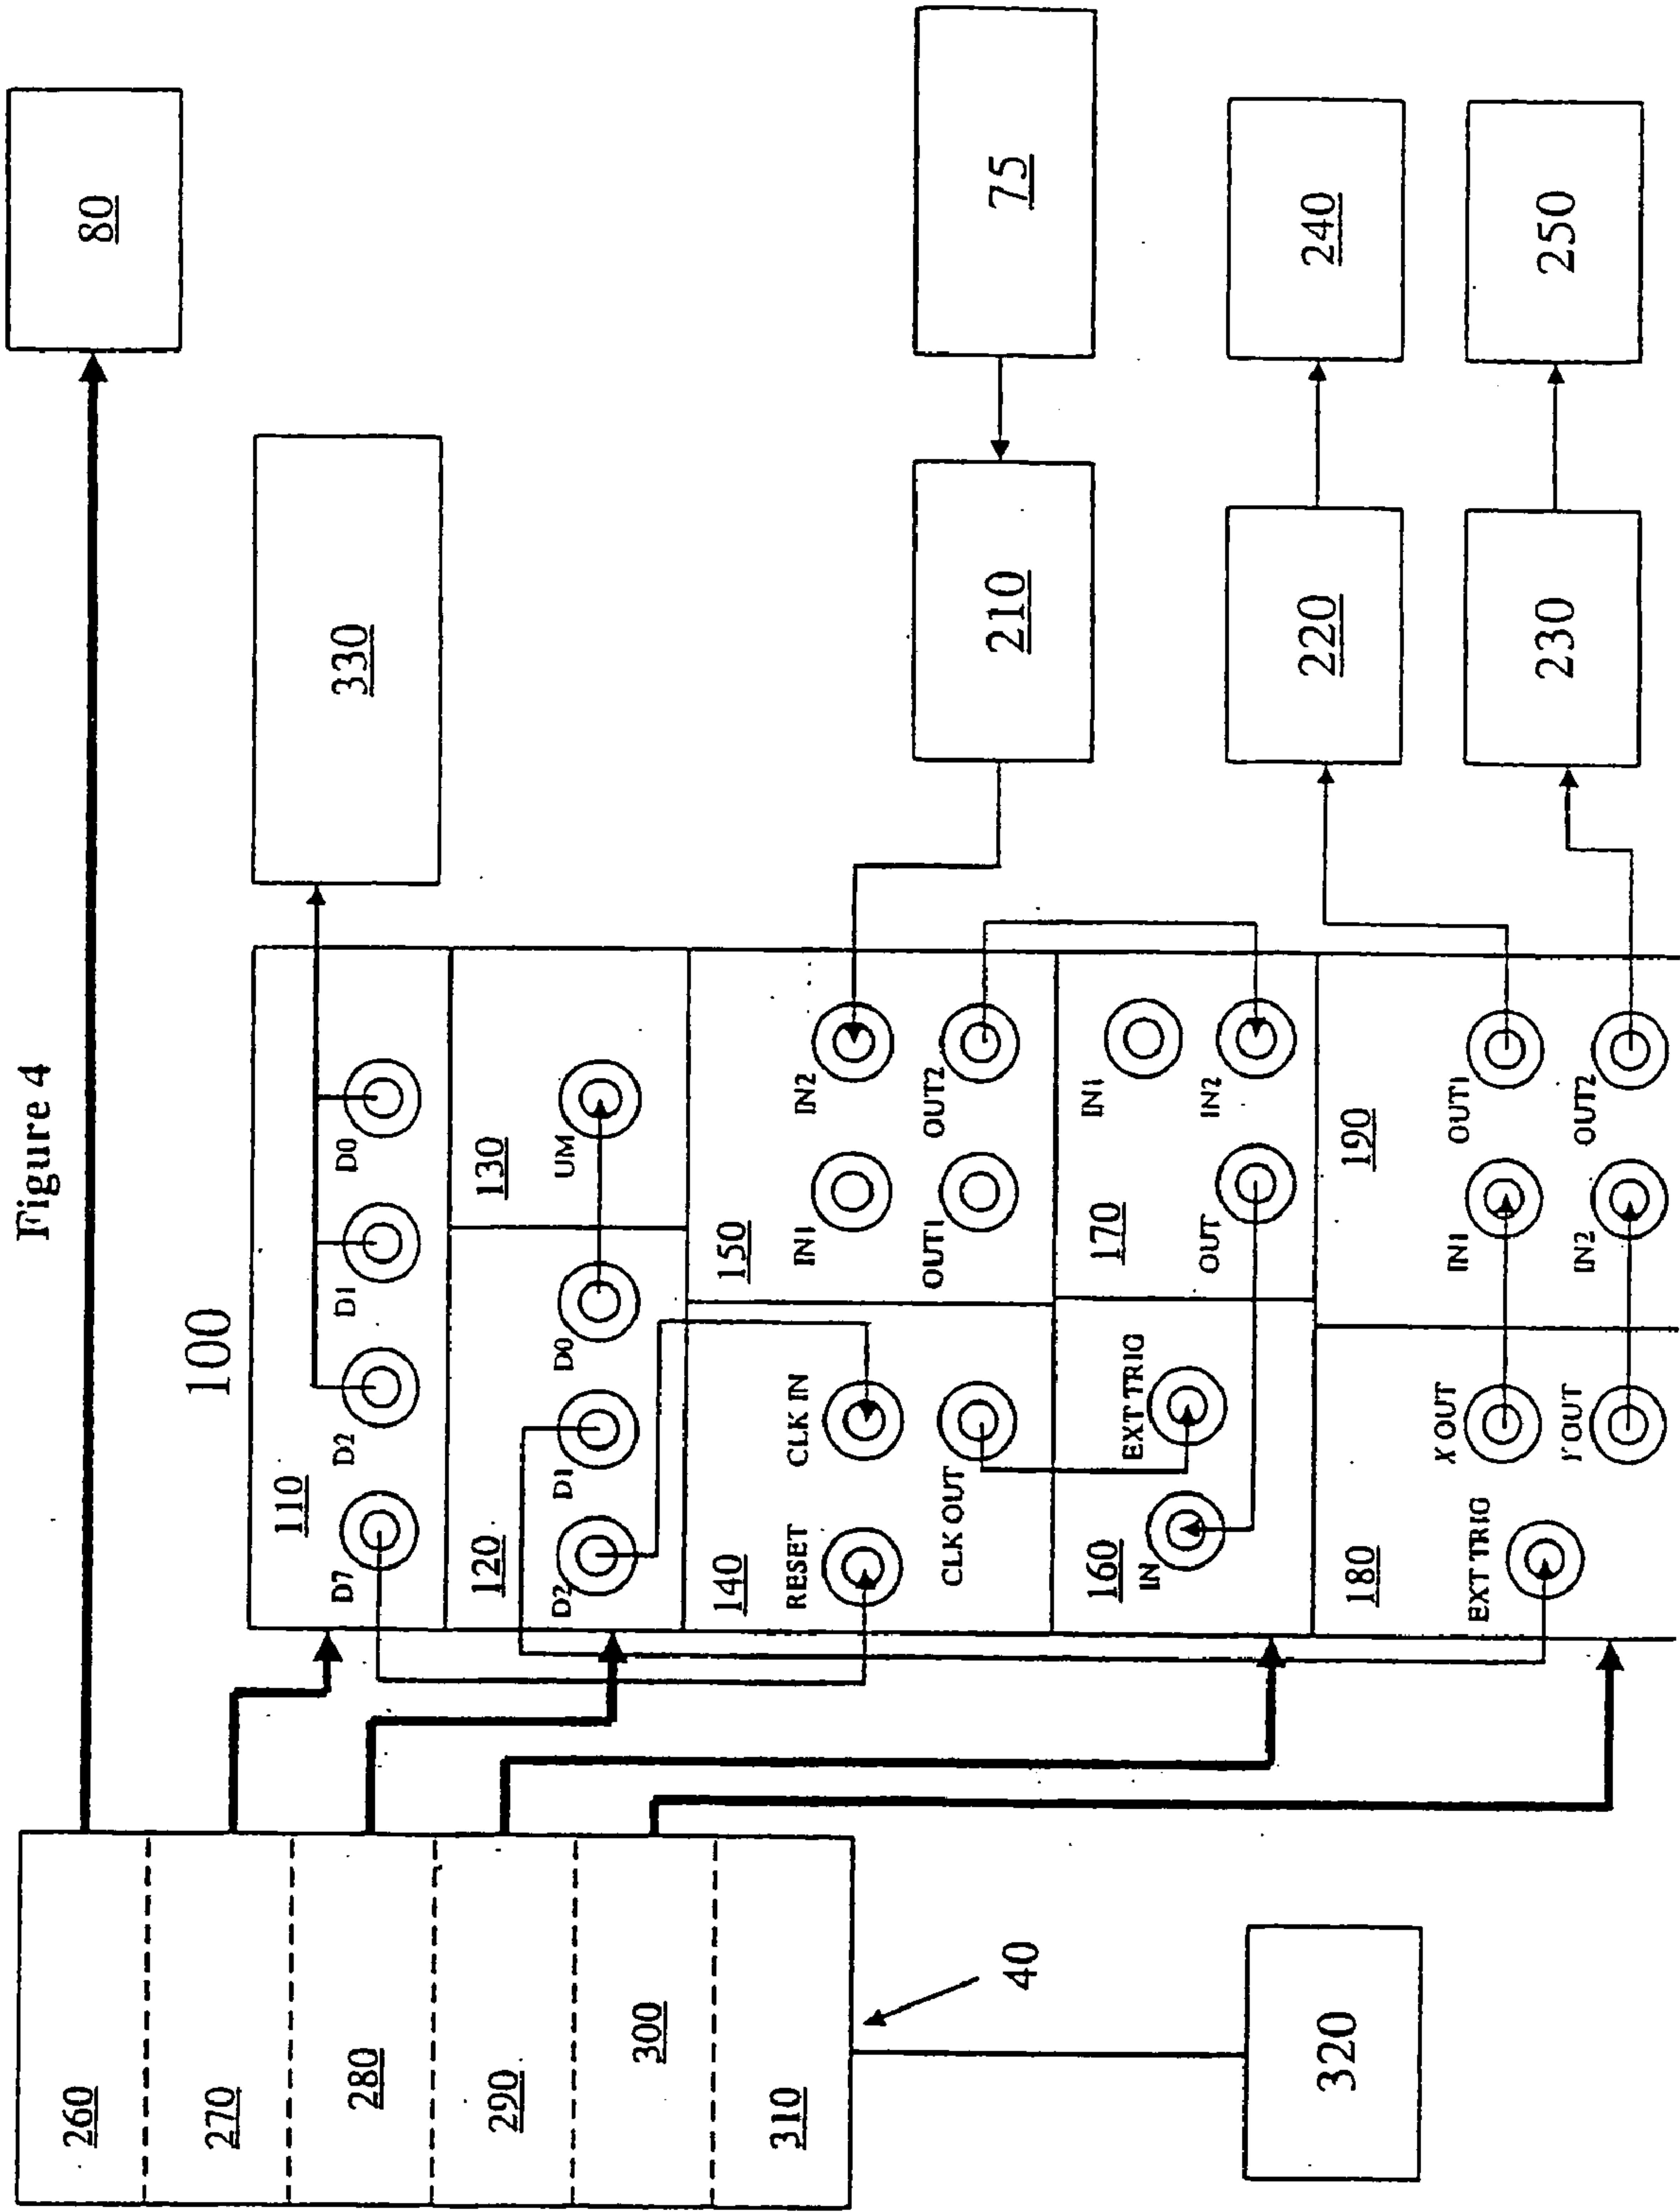 Figure 4
100
80
330
75
210
240
220
250
230
260
270
280
290
300
310
40
320
110
D7
D2
D1
D0
120
D2
D1
D0
130
UM
140
RESET
CLK IN
CLK OUT
150
IN1
IN2
OUT1
OUT2
160
IN
EXT TRIG
170
OUT
IN1
IN2
180
EXT TRIG
X OUT
Y OUT
190
IN1
OUT1
IN2
OUT2